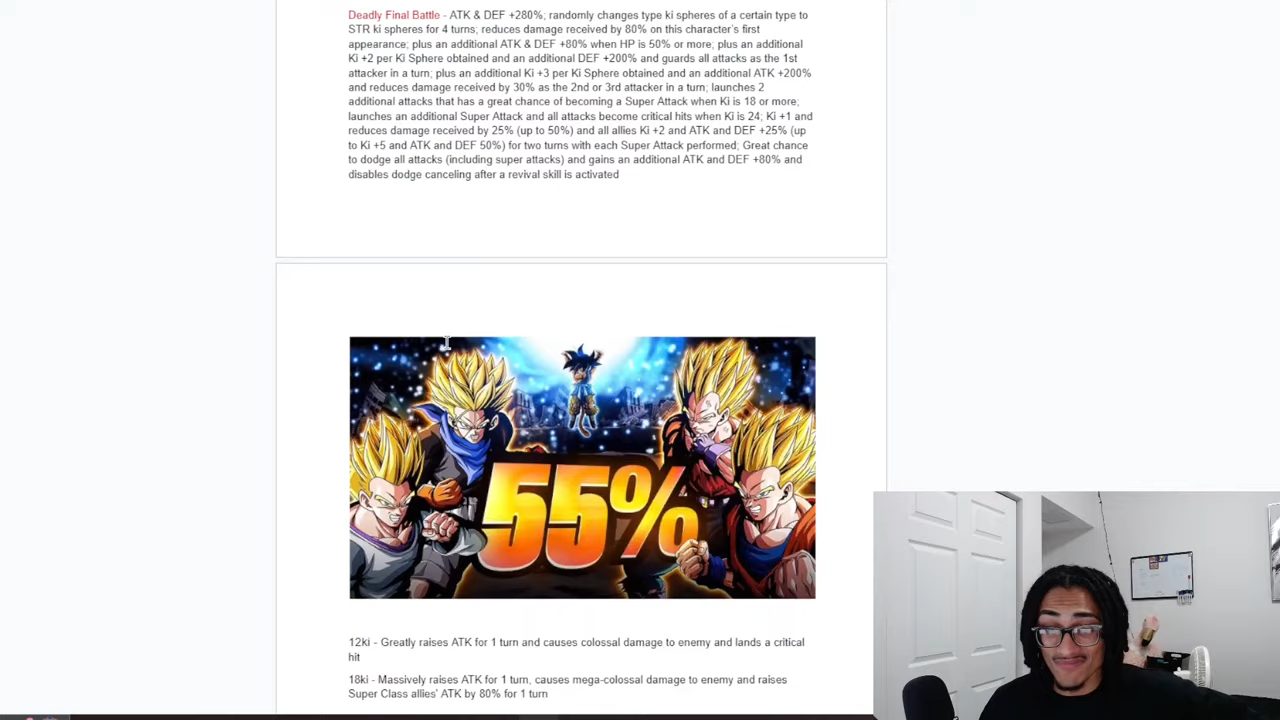 Deadly Final Battle - ATK & DEF +280%; randomly changes type ki spheres of a certain type to
STR ki spheres for 4 turns; reduces damage received by 80% on this character's first
appearance; plus an additional ATK & DEF +80% when HP is 50% or more; plus an additional
Ki +2 per Ki Sphere obtained and an additional DEF +200% and guards all attacks as the 1st
attacker in a turn; plus an additional Ki +3 per Ki Sphere obtained and an additional ATK +200%
and reduces damage received by 30% as the 2nd or 3rd attacker in a turn; launches 2
additional attacks that has a great chance of becoming a Super Attack when Ki is 18 or more;
launches an additional Super Attack and all attacks become critical hits when Ki is 24; Ki +1 and
reduces damage received by 25% (up to 50%) and all allies Ki +2 and ATK and DEF +25% (up
to Ki +5 and ATK and DEF 50%) for two turns with each Super Attack performed; Great chance
to dodge all attacks (including super attacks) and gains an additional ATK and DEF +80% and
disables dodge canceling after a revival skill is activated
55%
12ki - Greatly raises ATK for 1 turn and causes colossal damage to enemy and lands a critical
hit
18ki - Massively raises ATK for 1 turn, causes mega-colossal damage to enemy and raises
Super Class allies' ATK by 80% for 1 turn